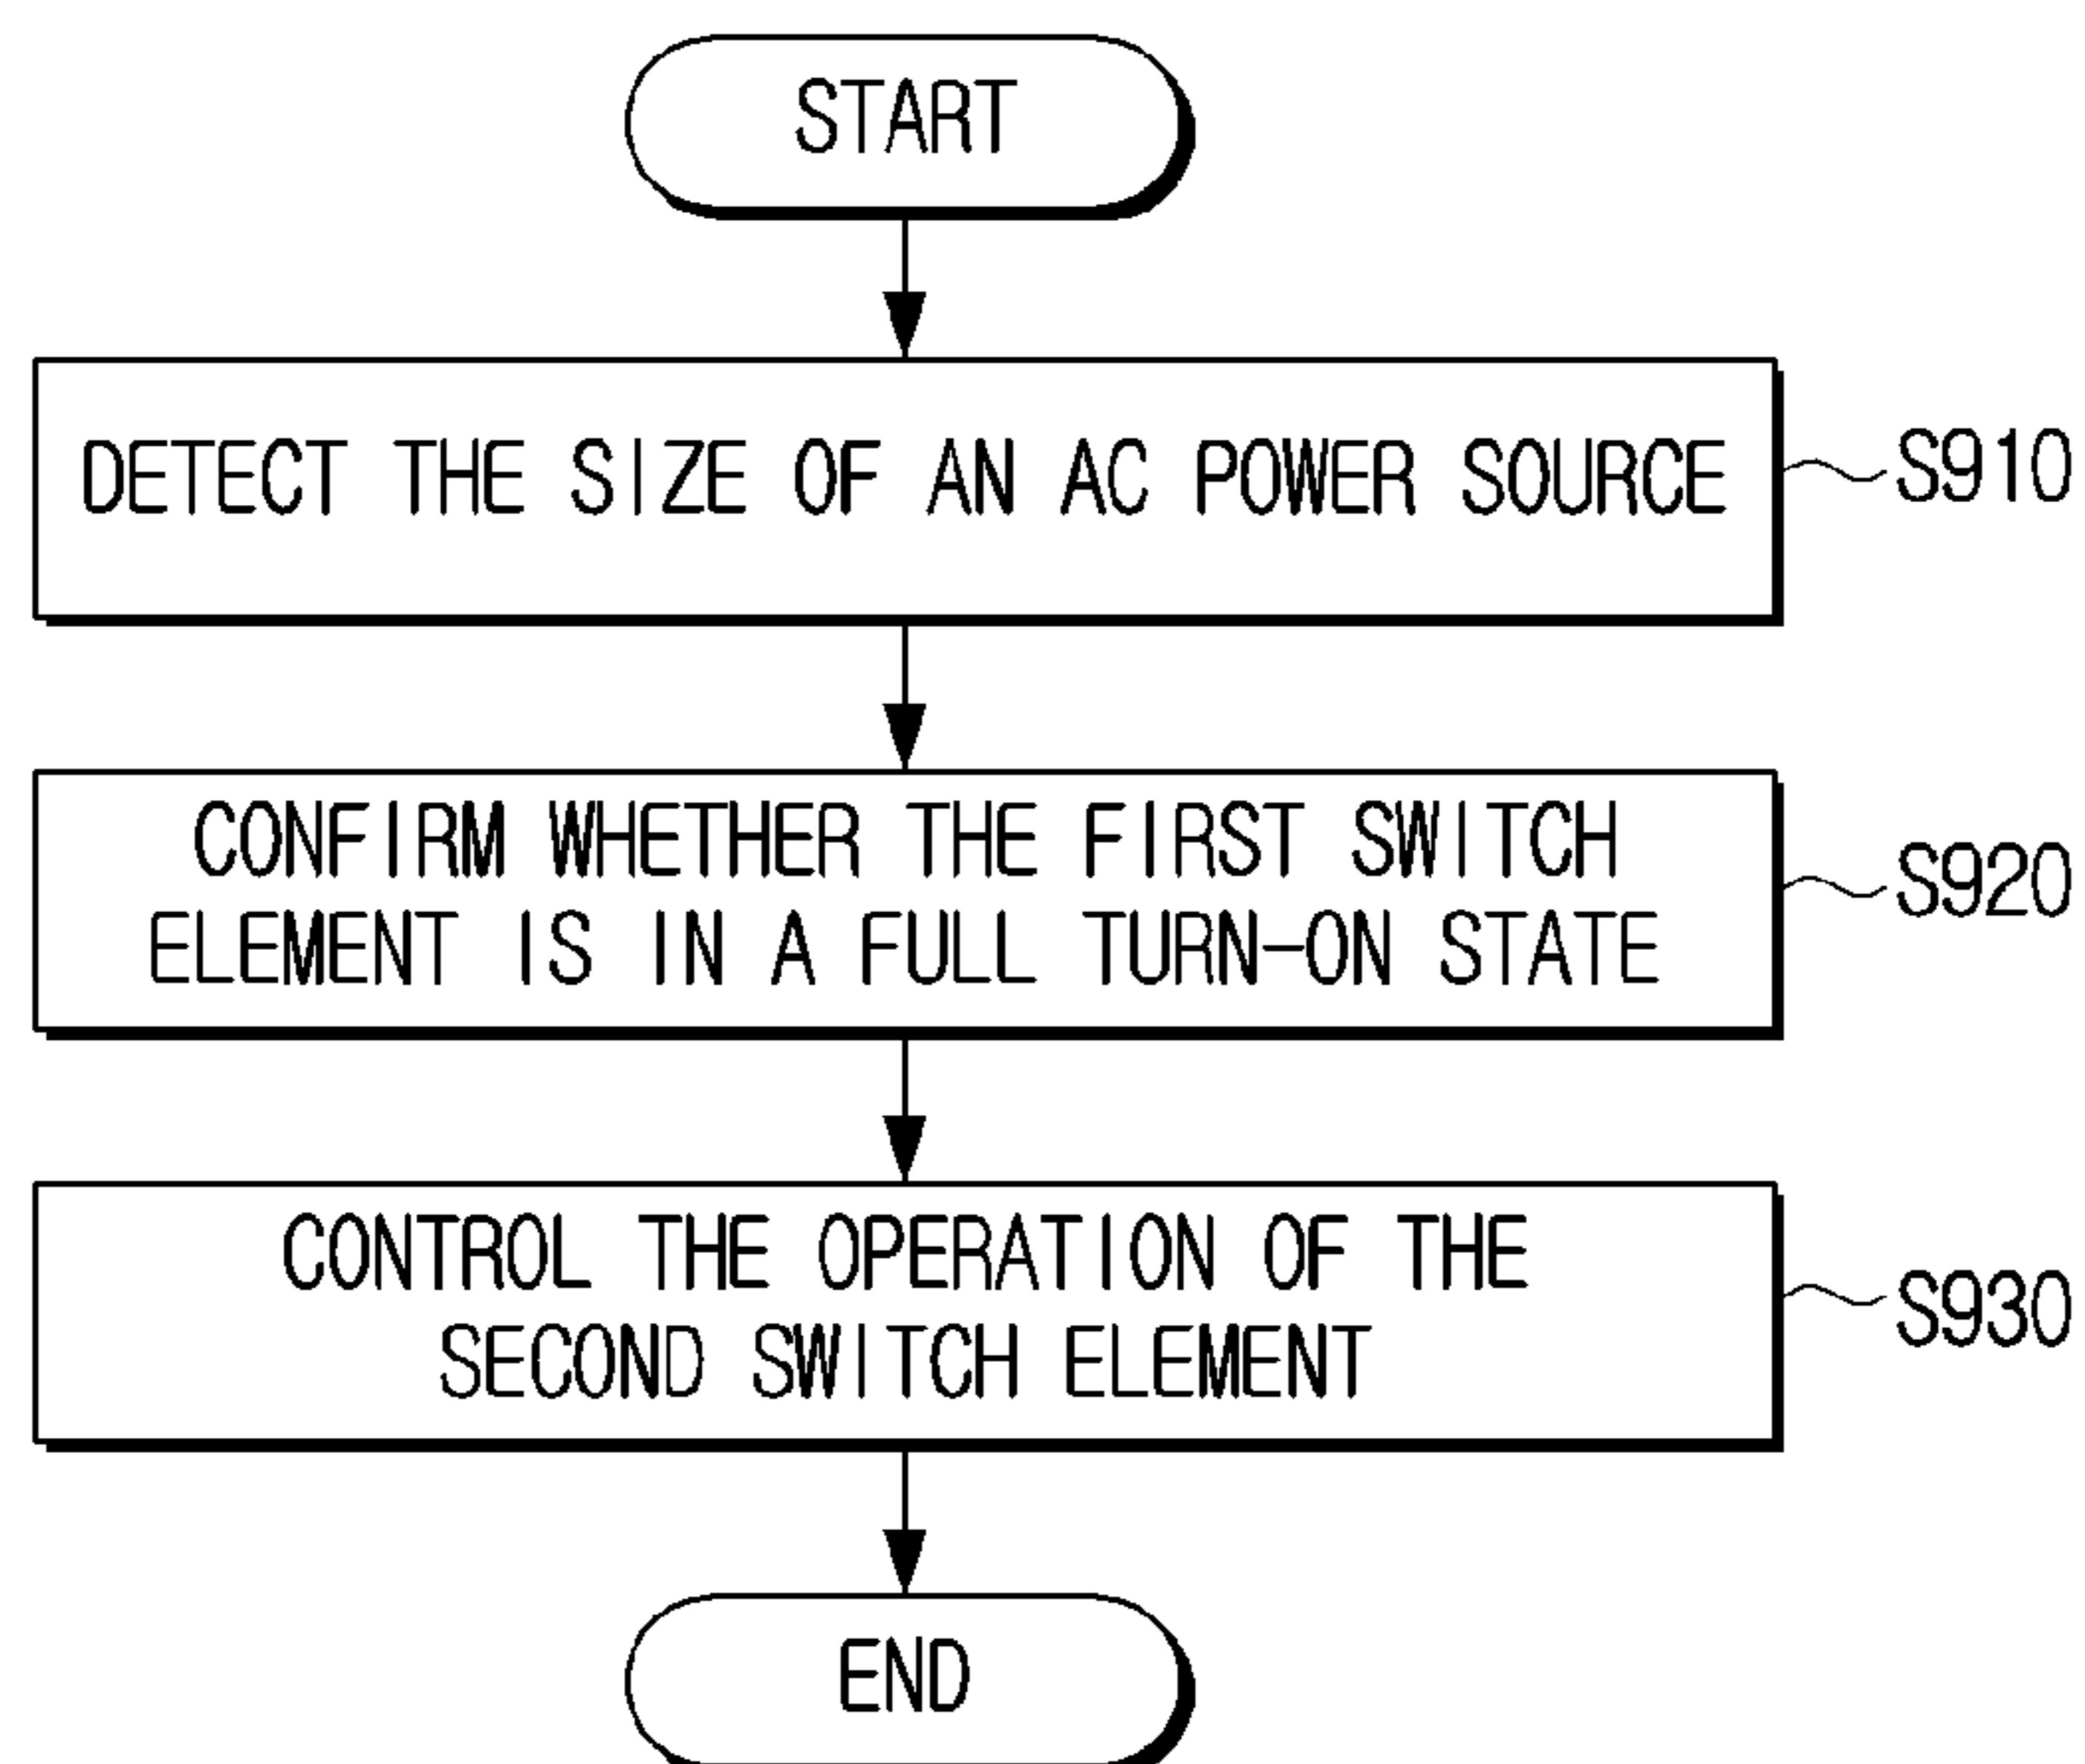 START
DETECT THE SIZE OF AN AC POWER SOURCE
S910
CONFIRM WHETHER THE FIRST SWITCH
ELEMENT IS IN A FULL TURN-ON STATE
S920
CONTROL THE OPERATION OF THE
SECOND SWITCH ELEMENT
S930
END